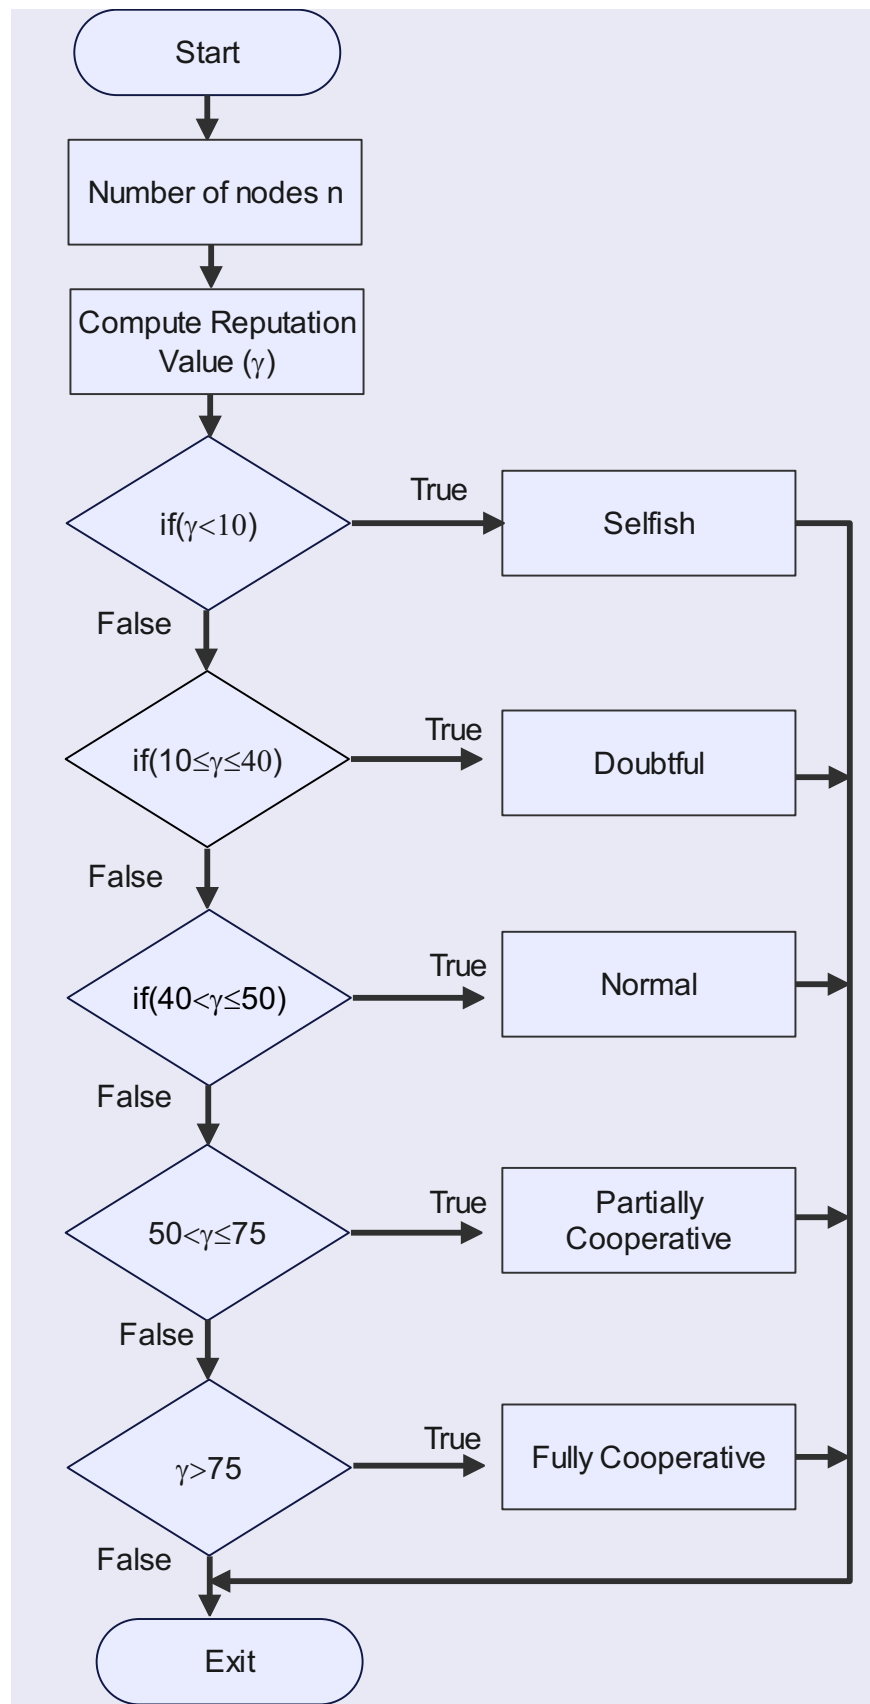 Start
Number of nodes n
Compute Reputation
Value (γ)
if(γ<10)
True
Selfish
False
if(10≤γ≤40)
True
Doubtful
False
if(40<γ≤50)
True
Normal
False
50<γ≤75
True
Partially
Cooperative
False
γ>75
True
Fully Cooperative
False
Exit